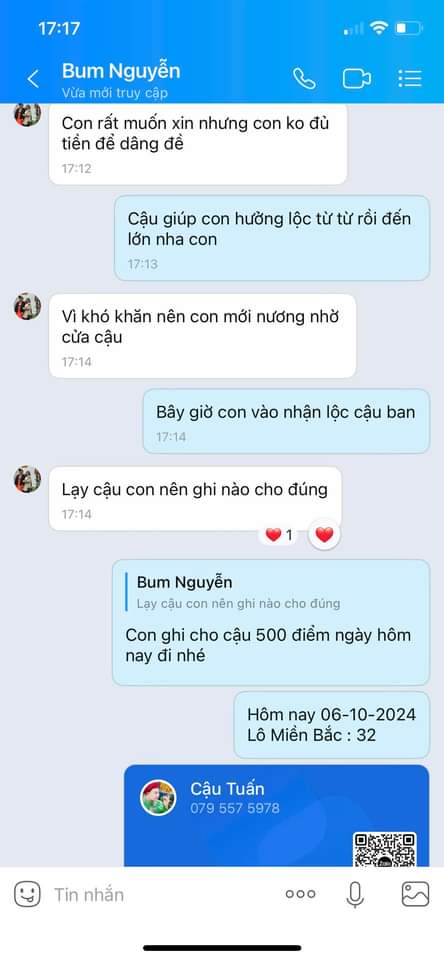 17:17
Bum Nguyễn
Vừa mới truy cập
Con rất muốn xin nhưng con ko đủ
tiền để dâng đề
17:12
Cậu giúp con hưởng lộc từ từ rồi đến
lớn nha con
17:13
Vì khó khăn nên con mới nương nhờ
cửa cậu
17:14
Bây giờ con vào nhận lộc cậu ban
17:14
Lạy cậu con nên ghi nào cho đúng
17:14
1
Bum Nguyễn
Lạy cậu con nên ghi nào cho đúng
Con ghi cho cậu 500 điểm ngày hôm
nay đi nhé
Hôm nay 06-10-2024
Lô Miền Bắc : 32
Cậu Tuấn
079 557 5978
Zalo
Tin nhắn